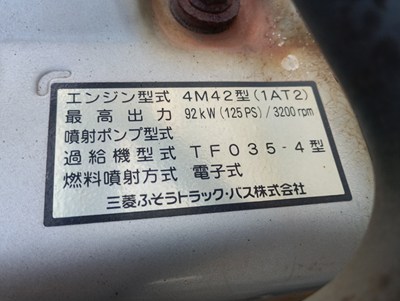 エンジン型式 4M42型(1AT2)
最高出力 92kW(125PS)/3200rpm
噴射ポンプ型式
過給機型式 TF035-4型
燃料噴射方式 電子式
三菱ふそうトラック・バス株式会社